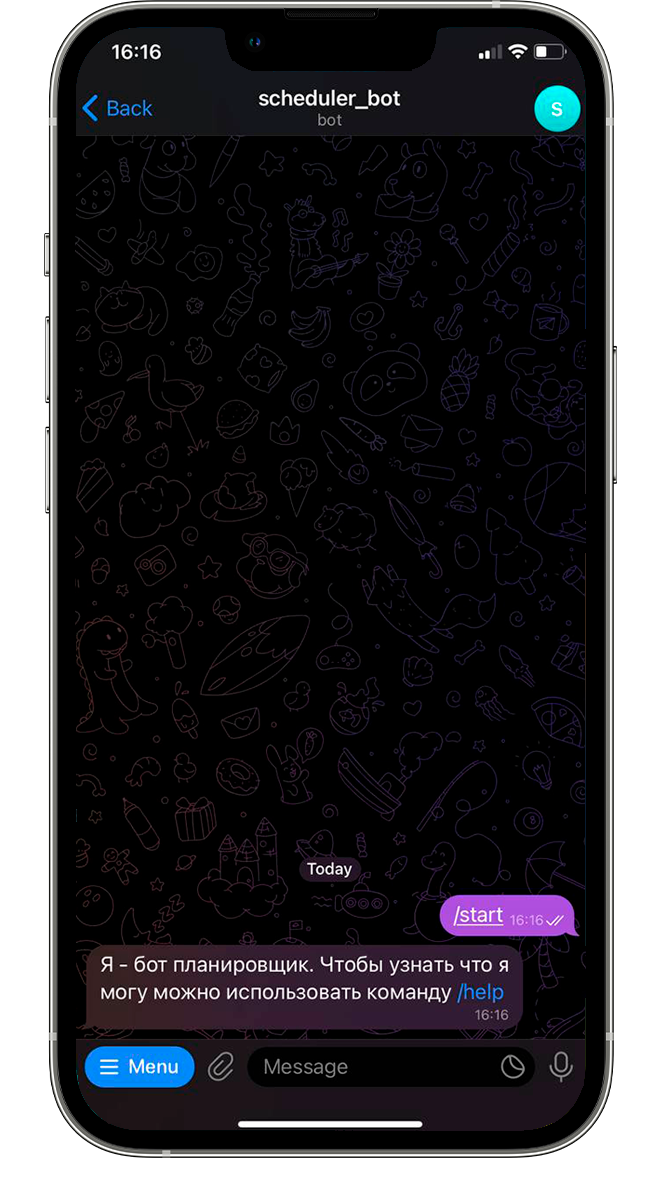 16:16
Back
scheduler_bot
bot
S
Today
/start 16:16
Я - бот планировщик. Чтобы узнать что я
могу можно использовать команду /help
16:16
Menu
Message